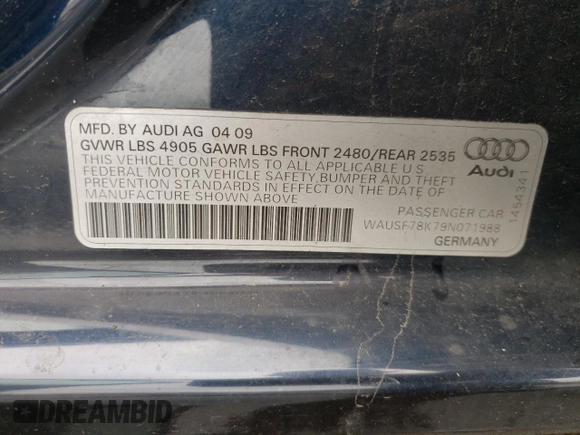 MFD. BY AUDI AG 04 09
GVWR LBS 4905 GAWR LBS FRONT 2480/REAR 2535
THIS VEHICLE CONFORMS TO ALL APPLICABLE U.S
FEDERAL MOTOR VEHICLE SAFETY,BUMPER AND THEFT
PREVENTION STANDARDS IN EFFECT ON THE DATE OF
MANUFACTURE SHOWN ABOVE
Audi
1454341
PASSENGER CAR
WAUSF78K79N071988
GERMANY
DREAMBID